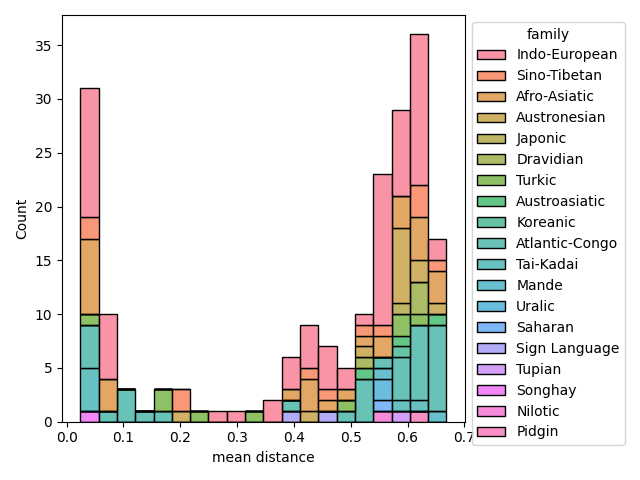 35
30
25
20
15
10
5
0
Count
0.0 0.1 0.2 0.3 0.4 0.5 0.6 0.7
mean distance
family
Indo-European
Sino-Tibetan
Afro-Asiatic
Austronesian
Japonic
Dravidian
Turkic
Austroasiatic
Koreanic
Atlantic-Congo
Tai-Kadai
Mande
Uralic
Saharan
Sign Language
Tupian
Songhay
Nilotic
Pidgin